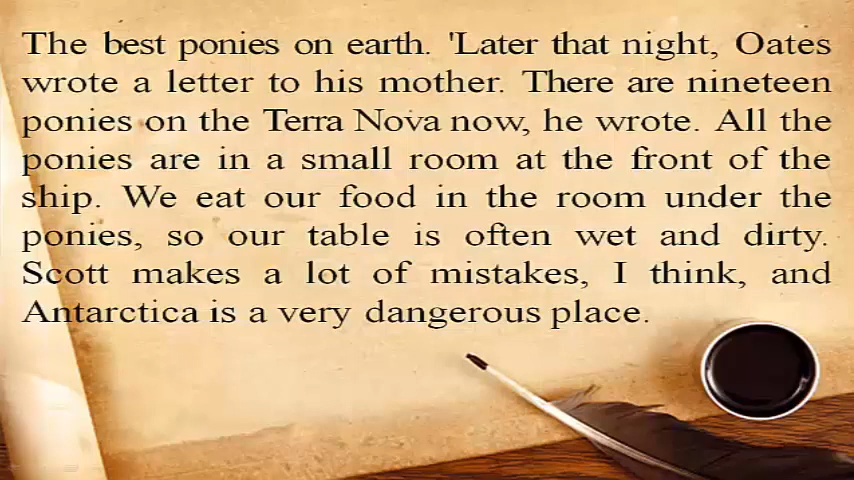 The best ponies on earth. 'Later that night, Oates
wrote a letter to his mother. There are nineteen
ponies on the Terra Nova now, he wrote. All the
ponies are in a small room at the front of the
ship. We eat our food in the room under the
ponies, so our table is often wet and dirty.
Scott makes a lot of mistakes, I think, and
Antarctica is a very dangerous place.